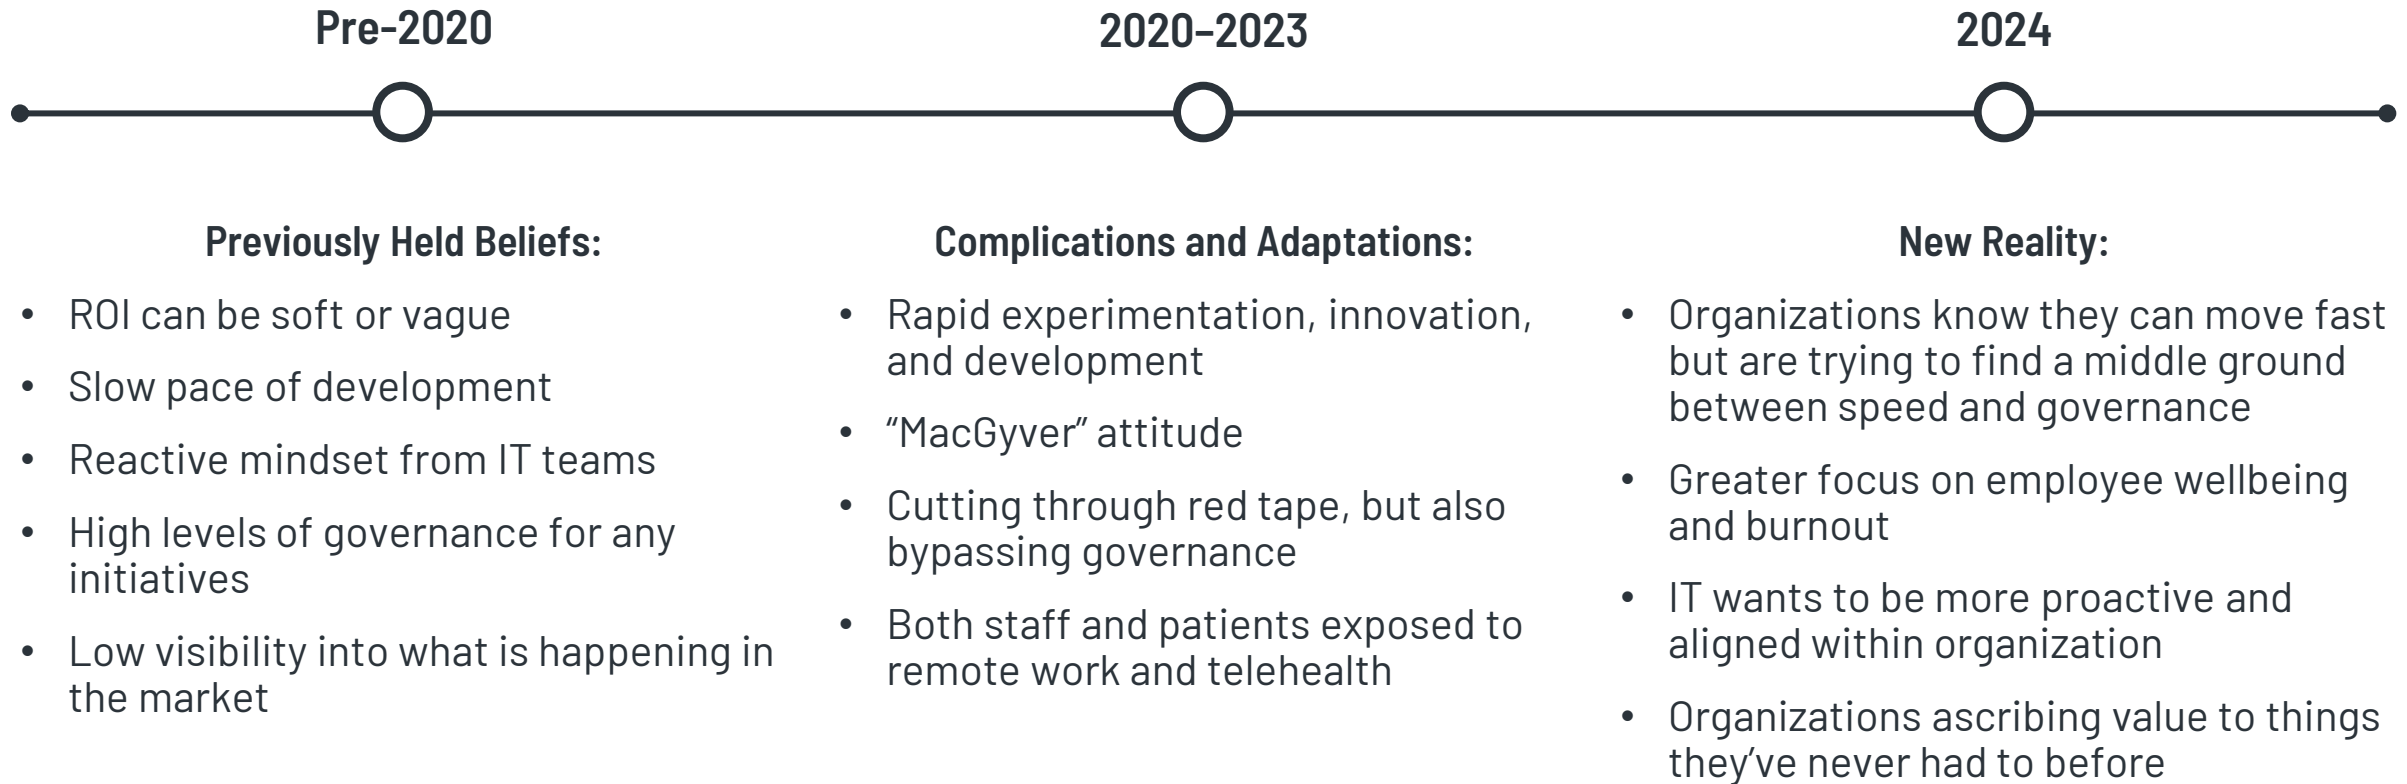 Pre-2020
2020–2023
2024
Previously Held Beliefs:
• ROI can be soft or vague
• Slow pace of development
• Reactive mindset from IT teams
• High levels of governance for any
initiatives
• Low visibility into what is happening in
the market
Complications and Adaptations:
• Rapid experimentation, innovation,
and development
• “MacGyver” attitude
• Cutting through red tape, but also
bypassing governance
• Both staff and patients exposed to
remote work and telehealth
New Reality:
• Organizations know they can move fast
but are trying to find a middle ground
between speed and governance
• Greater focus on employee wellbeing
and burnout
• IT wants to be more proactive and
aligned within organization
• Organizations ascribing value to things
they’ve never had to before